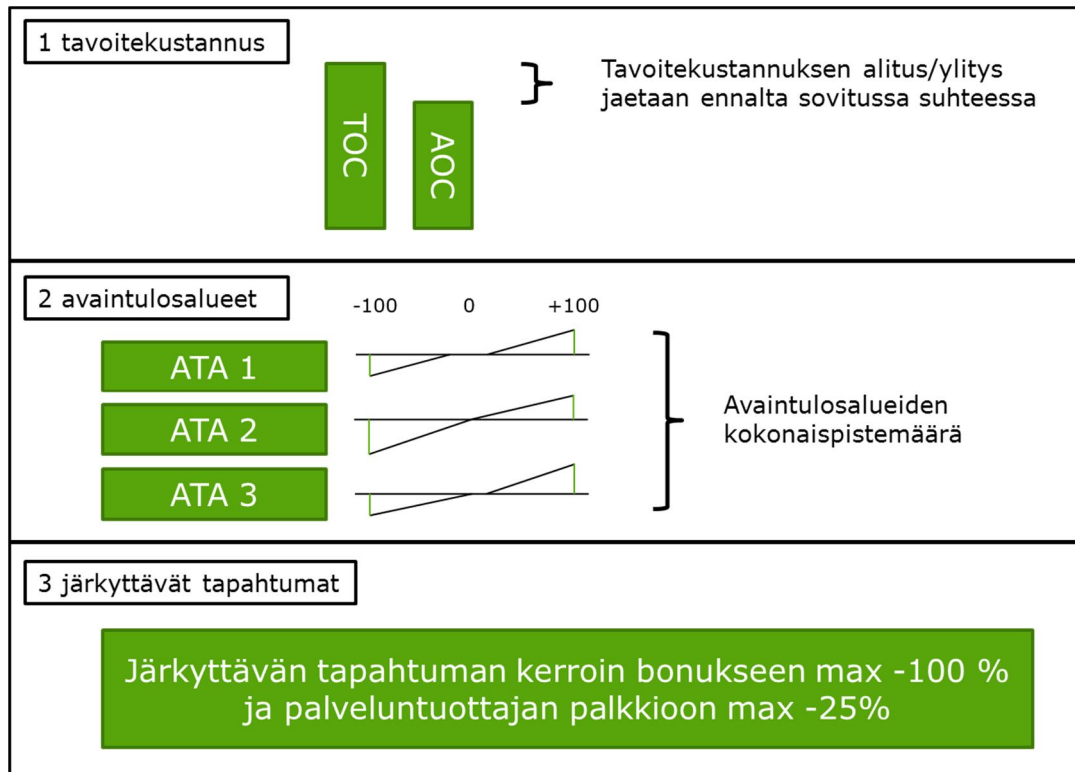 1 tavoitekustannus
TOC
AOC
Tavoitekustannuksen alitus/ylitys
jaetaan ennalta sovitussa suhteessa
2 avaintulosalueet
-100 0 +100
ATA 1
ATA 2
ATA 3
Avaintulosalueiden
kokonaispistemäärä
3 järkyttävät tapahtumat
Järkyttävän tapahtuman kerroin bonukseen max -100 %
ja palveluntuottajan palkkioon max -25%